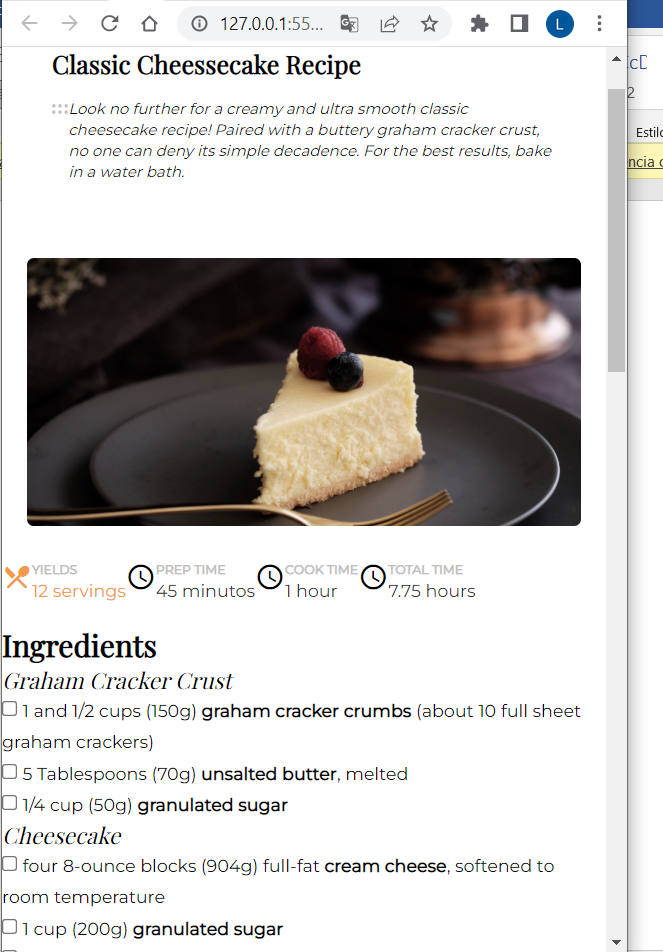 127.0.0.1:55...
L
Classic Cheessecake Recipe
Look no further for a creamy and ultra smooth classic
cheesecake recipe! Paired with a buttery graham cracker crust,
no one can deny its simple decadence. For the best results, bake
in a water bath.
YIELDS
12 servings
PREP TIME
45 minutos
COOK TIME
1 hour
TOTAL TIME
7.75 hours
Ingredients
Graham Cracker Crust
1 and 1/2 cups (150g) graham cracker crumbs (about 10 full sheet
graham crackers)
5 Tablespoons (70g) unsalted butter, melted
1/4 cup (50g) granulated sugar
Cheesecake
four 8-ounce blocks (904g) full-fat cream cheese, softened to
room temperature
1 cup (200g) granulated sugar
2
Estilo